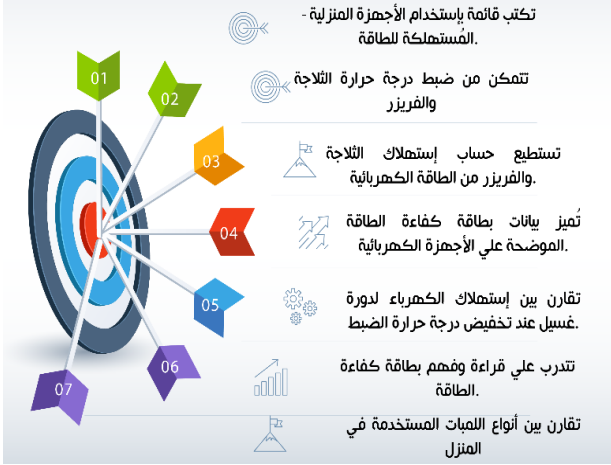 01
تكتب قائمة بإستخدام الأجهزة المنزلية -
المُستهلكة للطاقة.
02
تتمكن من ضبط درجة حرارة الثلاجة
والفريزر
03
تستطيع حساب إستهلاك الثلاجة
والفريزر من الطاقة الكهربائية.
04
تُميز بيانات بطاقة كفاءة الطاقة
الموضحة علي الأجهزة الكهربائية.
05
تقارن بين إستهلاك الكهرباء لدورة
غسيل عند تخفيض درجة حرارة الضبط.
06
تتدرب علي قراءة وفهم بطاقة كفاءة
الطاقة.
07
تقارن بين أنواع اللمبات المستخدمة في
المنزل